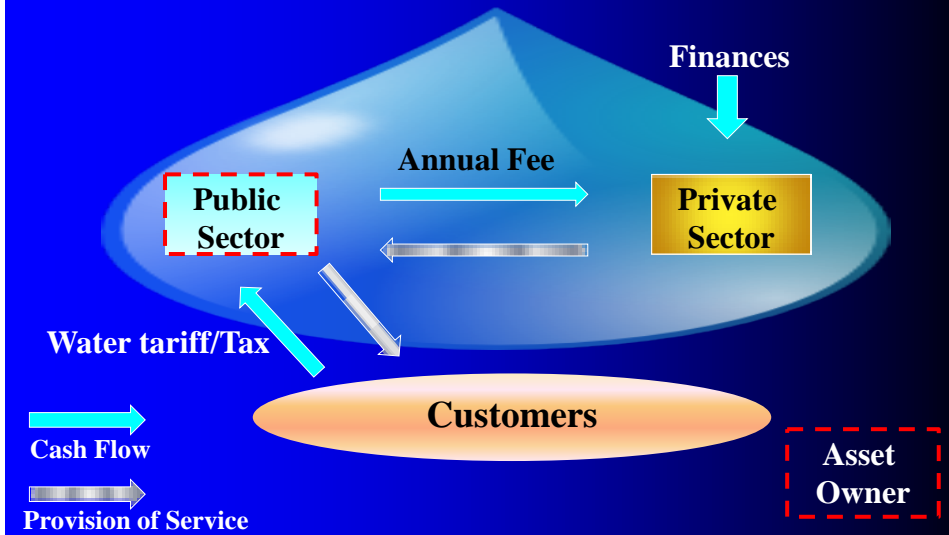 Finances
Annual Fee
Public
Sector
Private
Sector
Water tariff/Tax
Customers
Cash Flow
Provision of Service
Asset
Owner